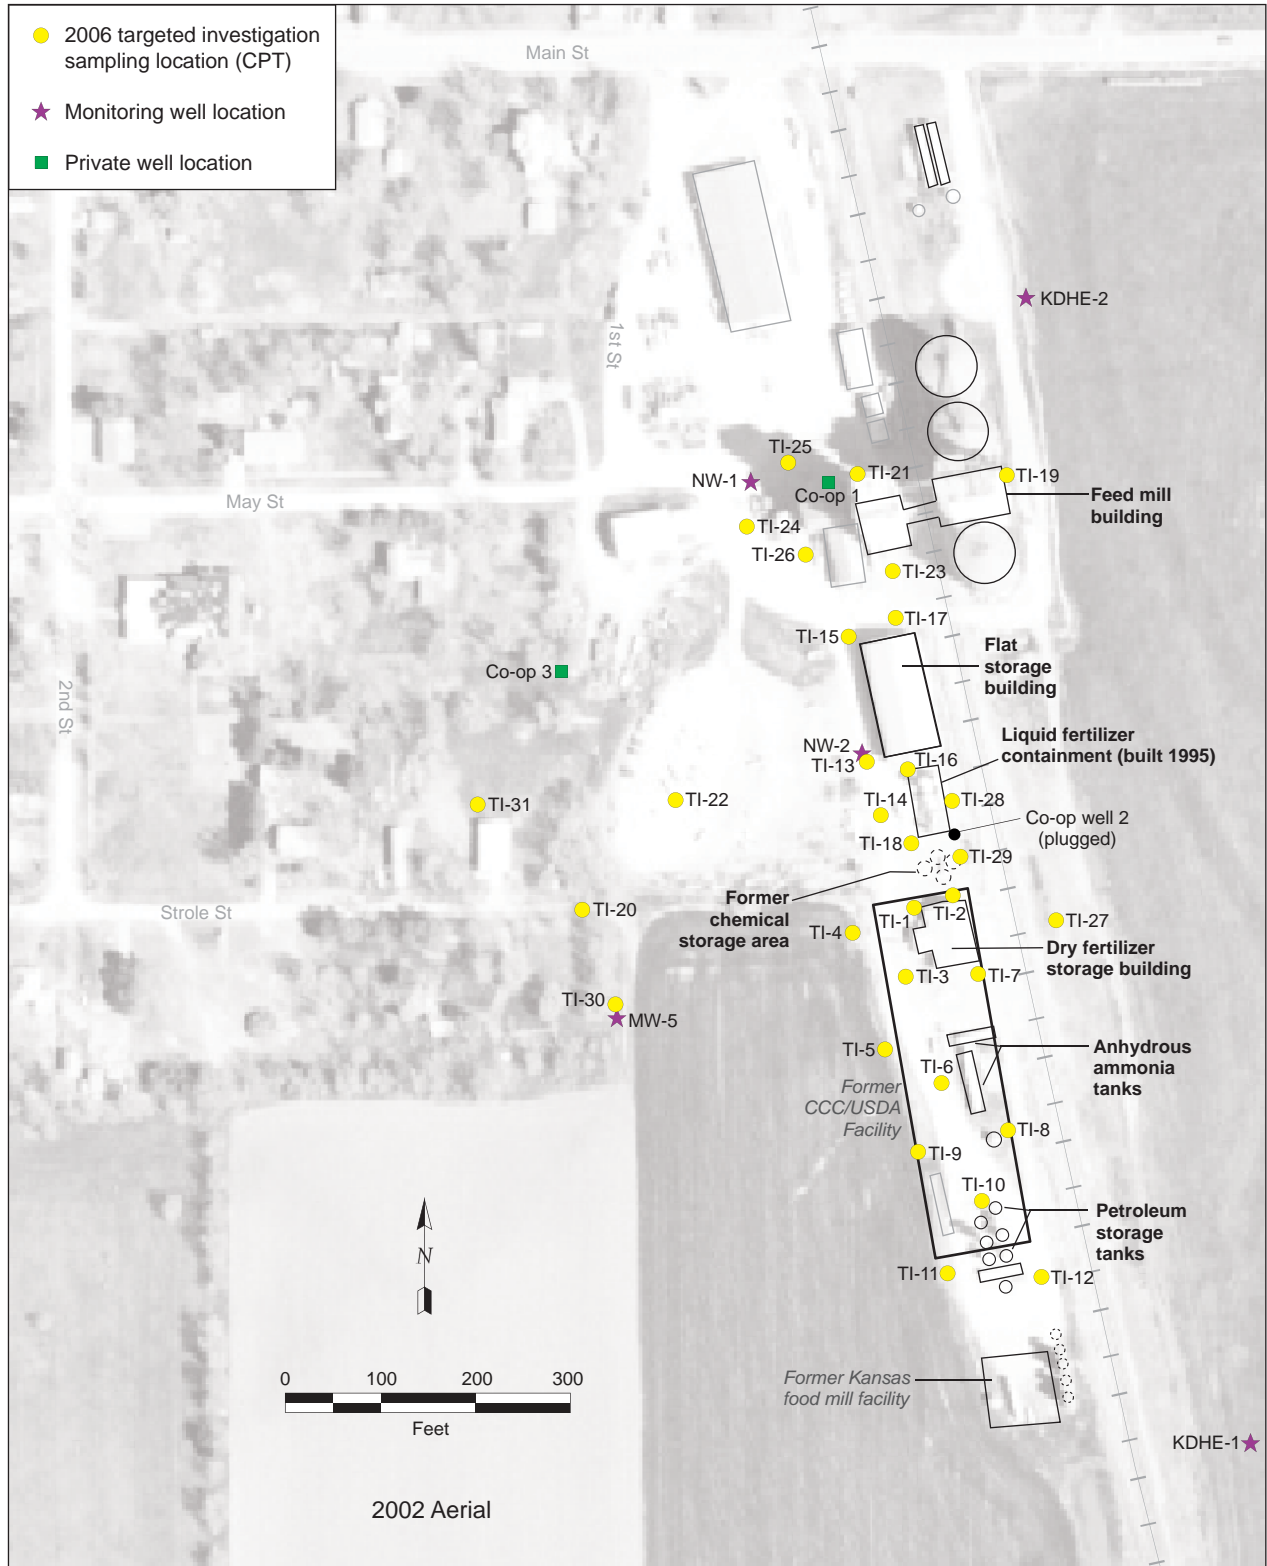 2006 targeted investigation
sampling location (CPT)
Monitoring well location
Private well location
Main St
KDHE-2
1st St
TI-25
NW-1
TI-21
TI-19
Co-op 1
May St
Feed mill
building
TI-24
TI-26
TI-23
TI-17
TI-15
Flat
storage
building
Co-op 3
2nd St
Liquid fertilizer
containment (built 1995)
NW-2
TI-13
TI-16
TI-31
TI-22
TI-14
TI-28
Co-op well 2
(plugged)
TI-18
TI-29
Former
chemical
storage area
Strole St
TI-20
TI-1
TI-2
TI-27
TI-4
Dry fertilizer
storage building
TI-3
TI-7
TI-30
MW-5
TI-5
Anhydrous
ammonia
tanks
TI-6
Former
CCC/USDA
Facility
TI-8
TI-9
TI-10
Petroleum
storage
tanks
N
TI-11
TI-12
0 100 200 300
Feet
Former Kansas
food mill facility
KDHE-1
2002 Aerial